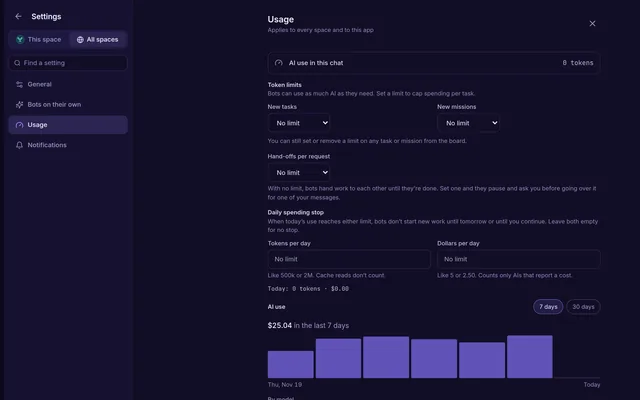 Settings
This space
All spaces
Find a setting
General
Bots on their own
Usage
Notifications
Usage
Applies to every space and to this app
AI use in this chat
0 tokens
Token limits
Bots can use as much AI as they need. Set a limit to cap spending per task.
New tasks
New missions
No limit
No limit
You can still set or remove a limit on any task or mission from the board.
Hand-offs per request
No limit
With no limit, bots hand work to each other until they're done. Set one and they pause and ask you before going over it
for one of your messages.
Daily spending stop
When today's use reaches either limit, bots don't start new work until tomorrow or until you continue. Leave both empty
for no stop.
Tokens per day
Dollars per day
No limit
No limit
Like 500k or 2M. Cache reads don't count.
Like 5 or 2.50. Counts only AIs that report a cost.
Today: 0 tokens · $0.00
AI use
7 days
30 days
$25.04 in the last 7 days
Thu, Nov 19
Today
By model